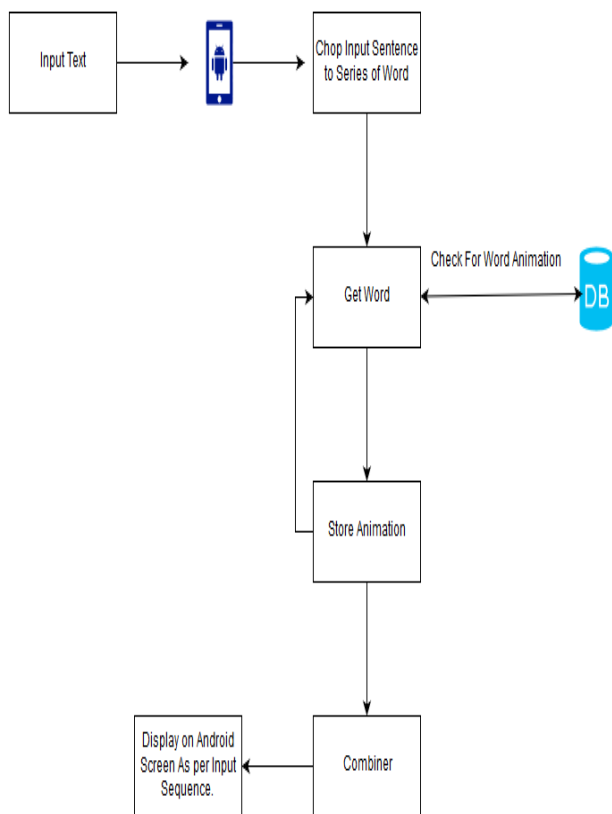 Input Text
Chop Input Sentence
to Series of Word
Check For Word Animation
Get Word
DB
Store Animation
Display on Android
Screen As per Input
Sequence.
Combiner